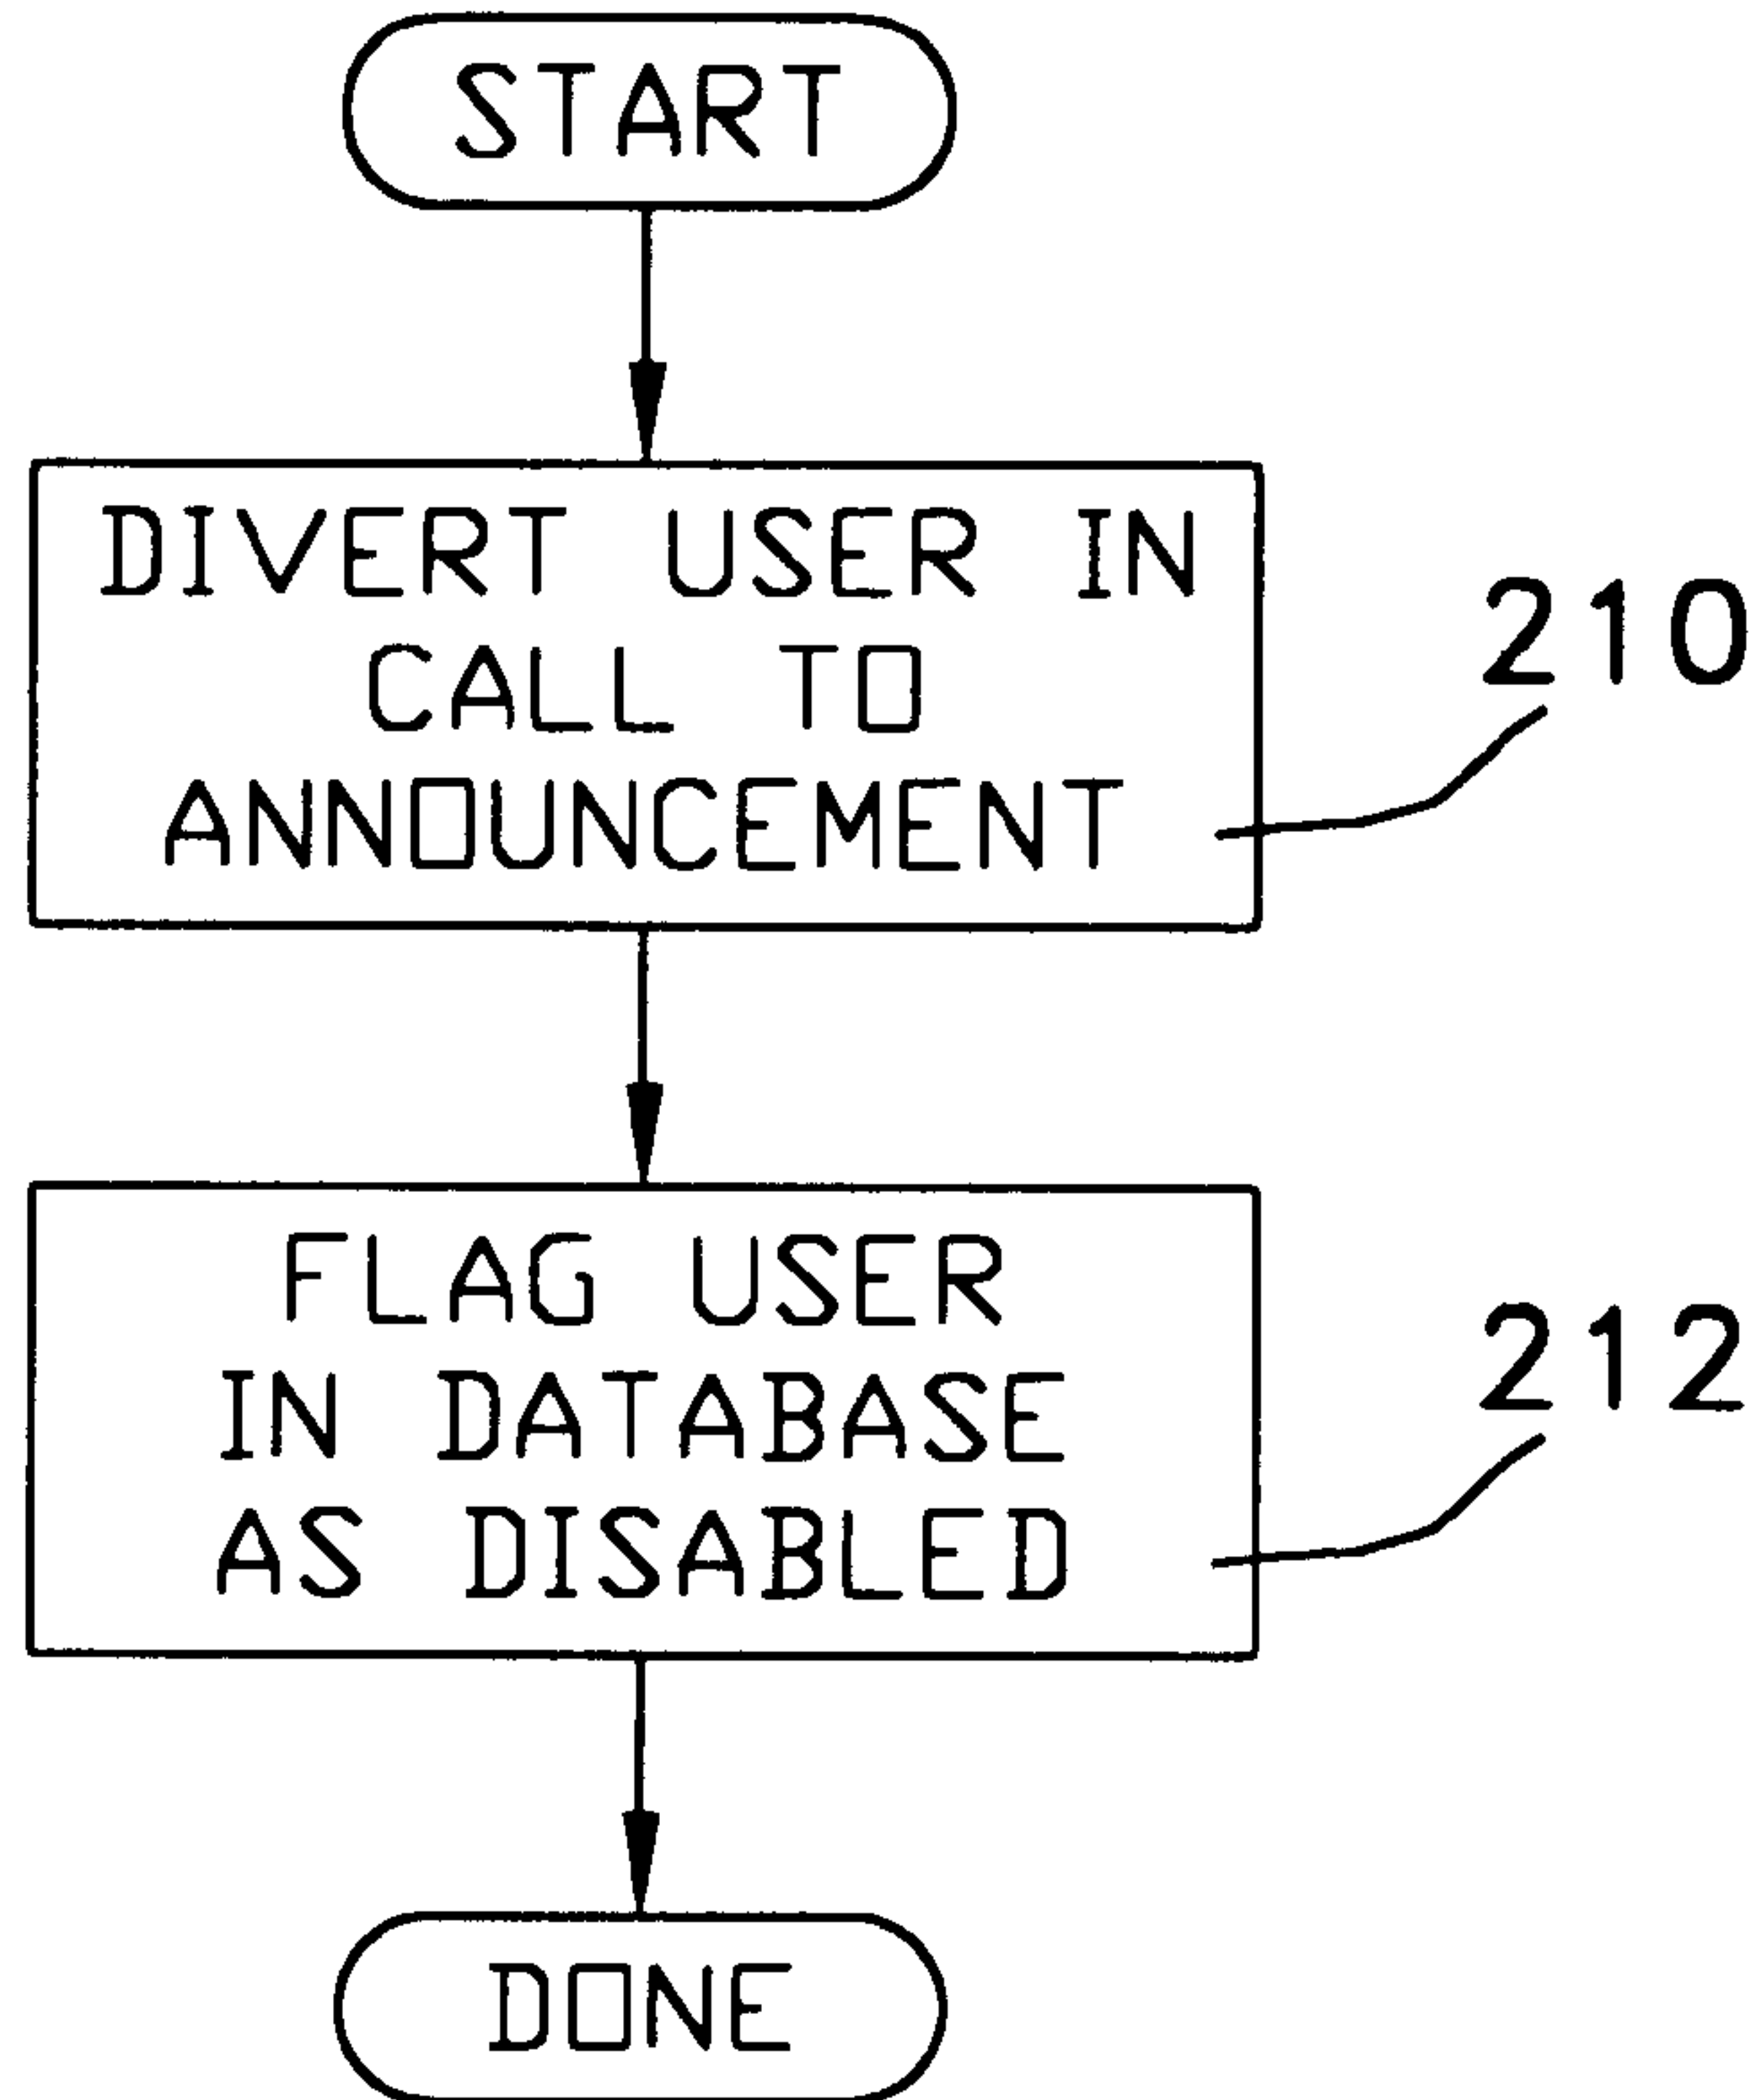 START
DIVERT USER IN
CALL TO
ANNOUNCEMENT
210
FLAG USER
IN DATABASE
AS DISABLED
212
DONE